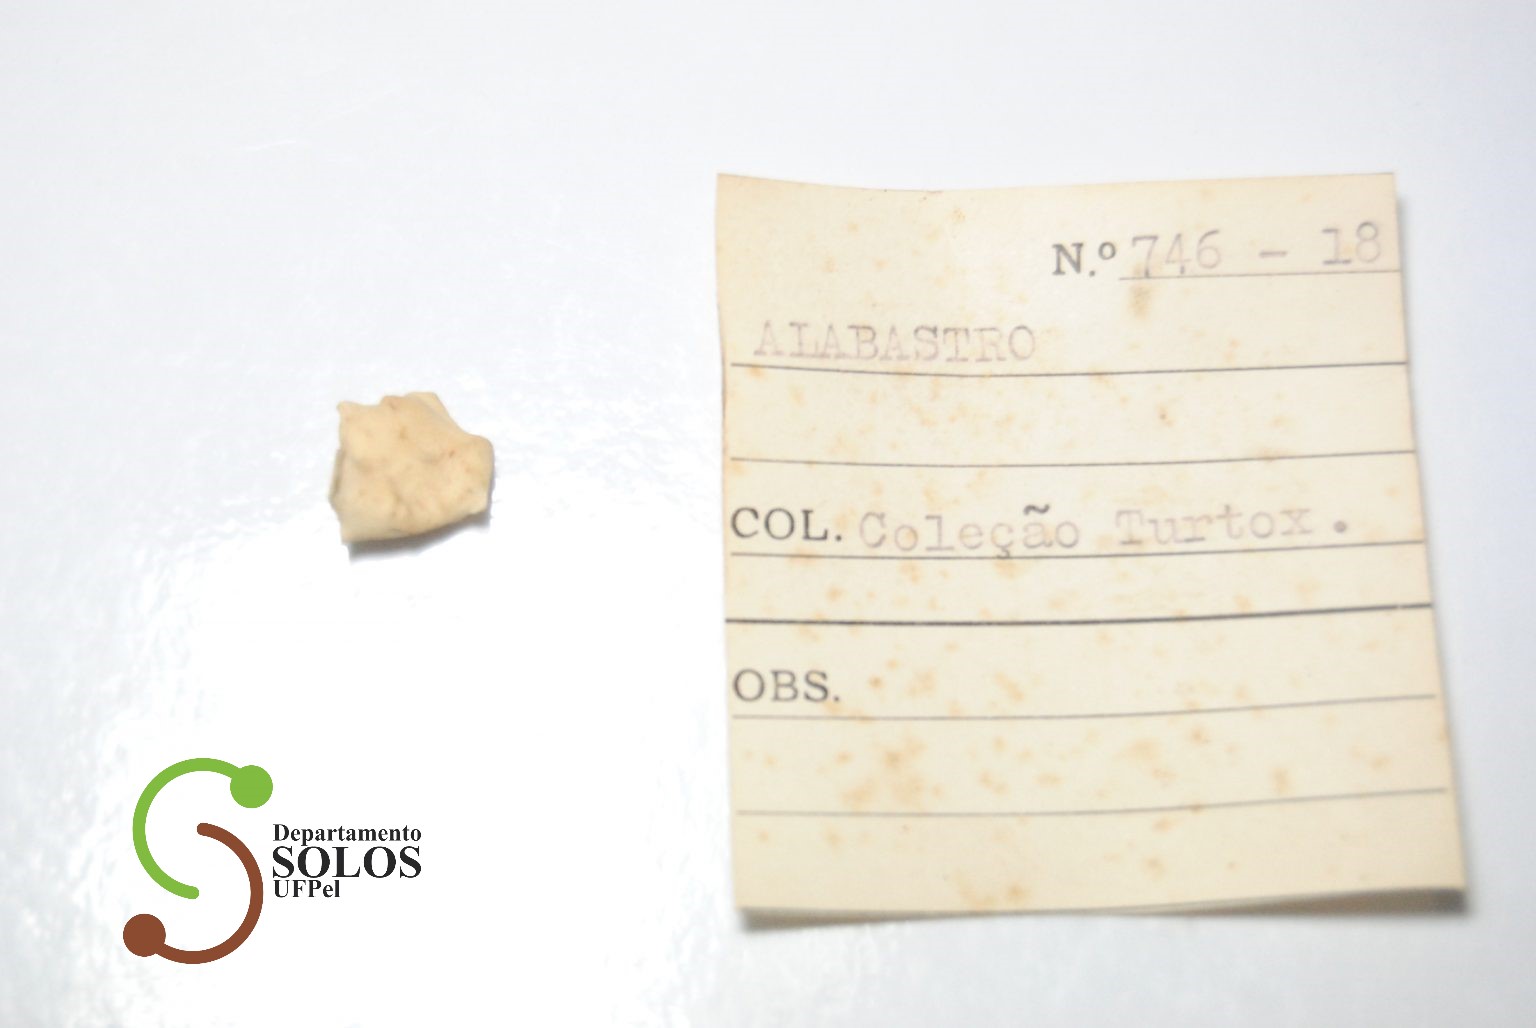 N.º 746 - 18
ALABASTRO
COL. Coleção Turtox.
OBS.
Departamento
SOLOS
UFPel